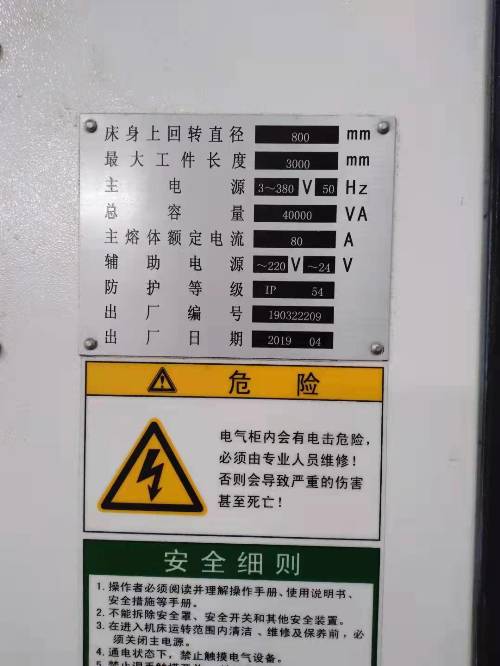 床身上回转直径 800 mm
最大工件长度 3000 mm
主电源 3~380 V 50 Hz
总容量 40000 VA
主熔体额定电流 80 A
辅助电源 ~220 V ~24 V
防护等级 IP 54
出厂编号 190322209
出厂日期 2019 04
危险
电气柜内会有电击危险,
必须由专业人员维修!
否则会导致严重的伤害
甚至死亡!
安全细则
1. 操作者必须阅读并理解操作手册、使用说明书、
安全措施等手册。
2. 不能拆除安全罩、安全开关和其他安全装置。
3. 在进入机床运转范围内清洁、维修及保养前,必
须关闭主电源。
4. 通电状态下,禁止触摸电气设备。